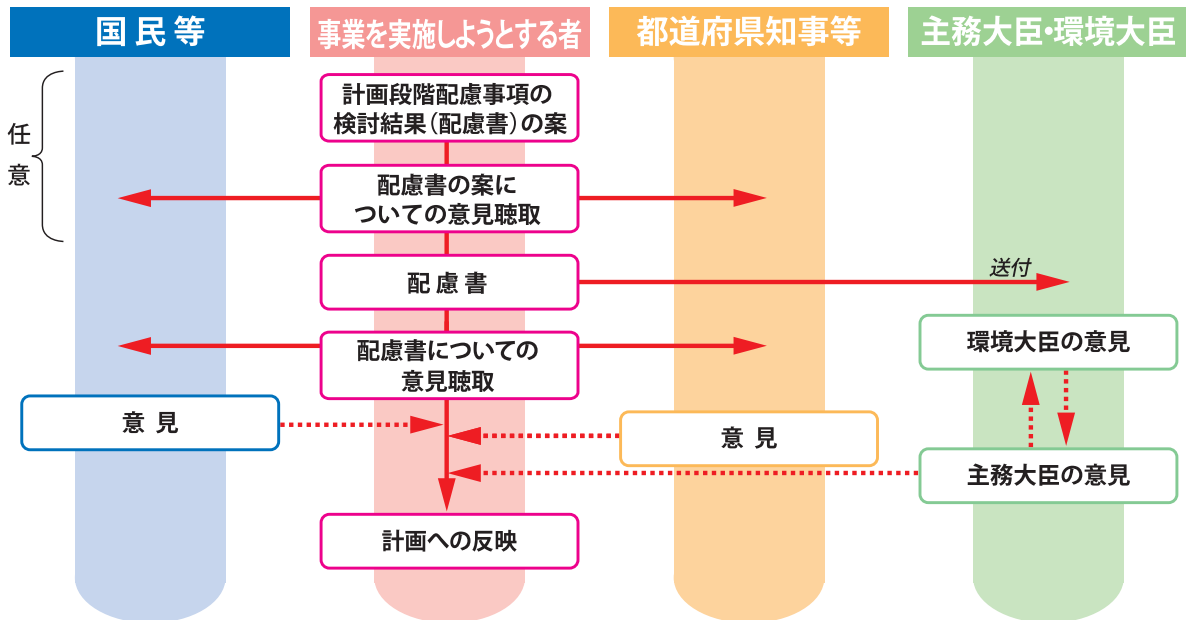 国民等
事業を実施しようとする者
都道府県知事等
主務大臣・環境大臣
任意
計画段階配慮事項の
検討結果（配慮書）の案
配慮書の案に
ついての意見聴取
配慮書
送付
配慮書についての
意見聴取
環境大臣の意見
意見
意見
主務大臣の意見
計画への反映